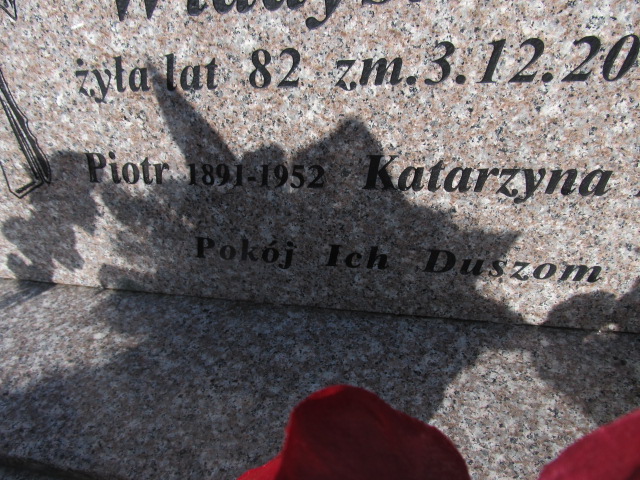 żyła lat 82 zm. 3.12.20
Piotr 1891-1952 Katarzyna
Pokój Ich Duszom